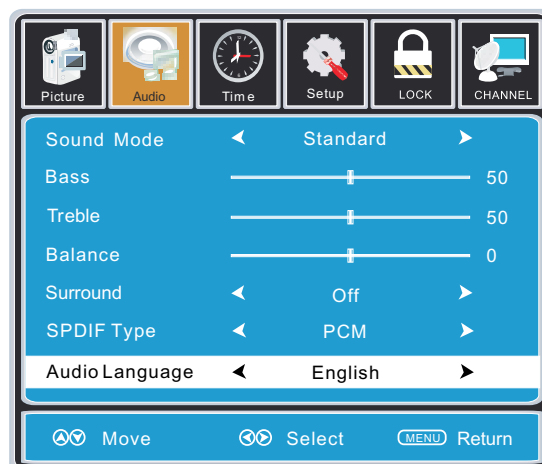 Picture Audio Time Setup LOCK CHANNEL
Sound Mode Standard
Bass 50
Treble 50
Balance 0
Surround Off
SPDIF Type PCM
Audio Language English
Move Select MENU Return